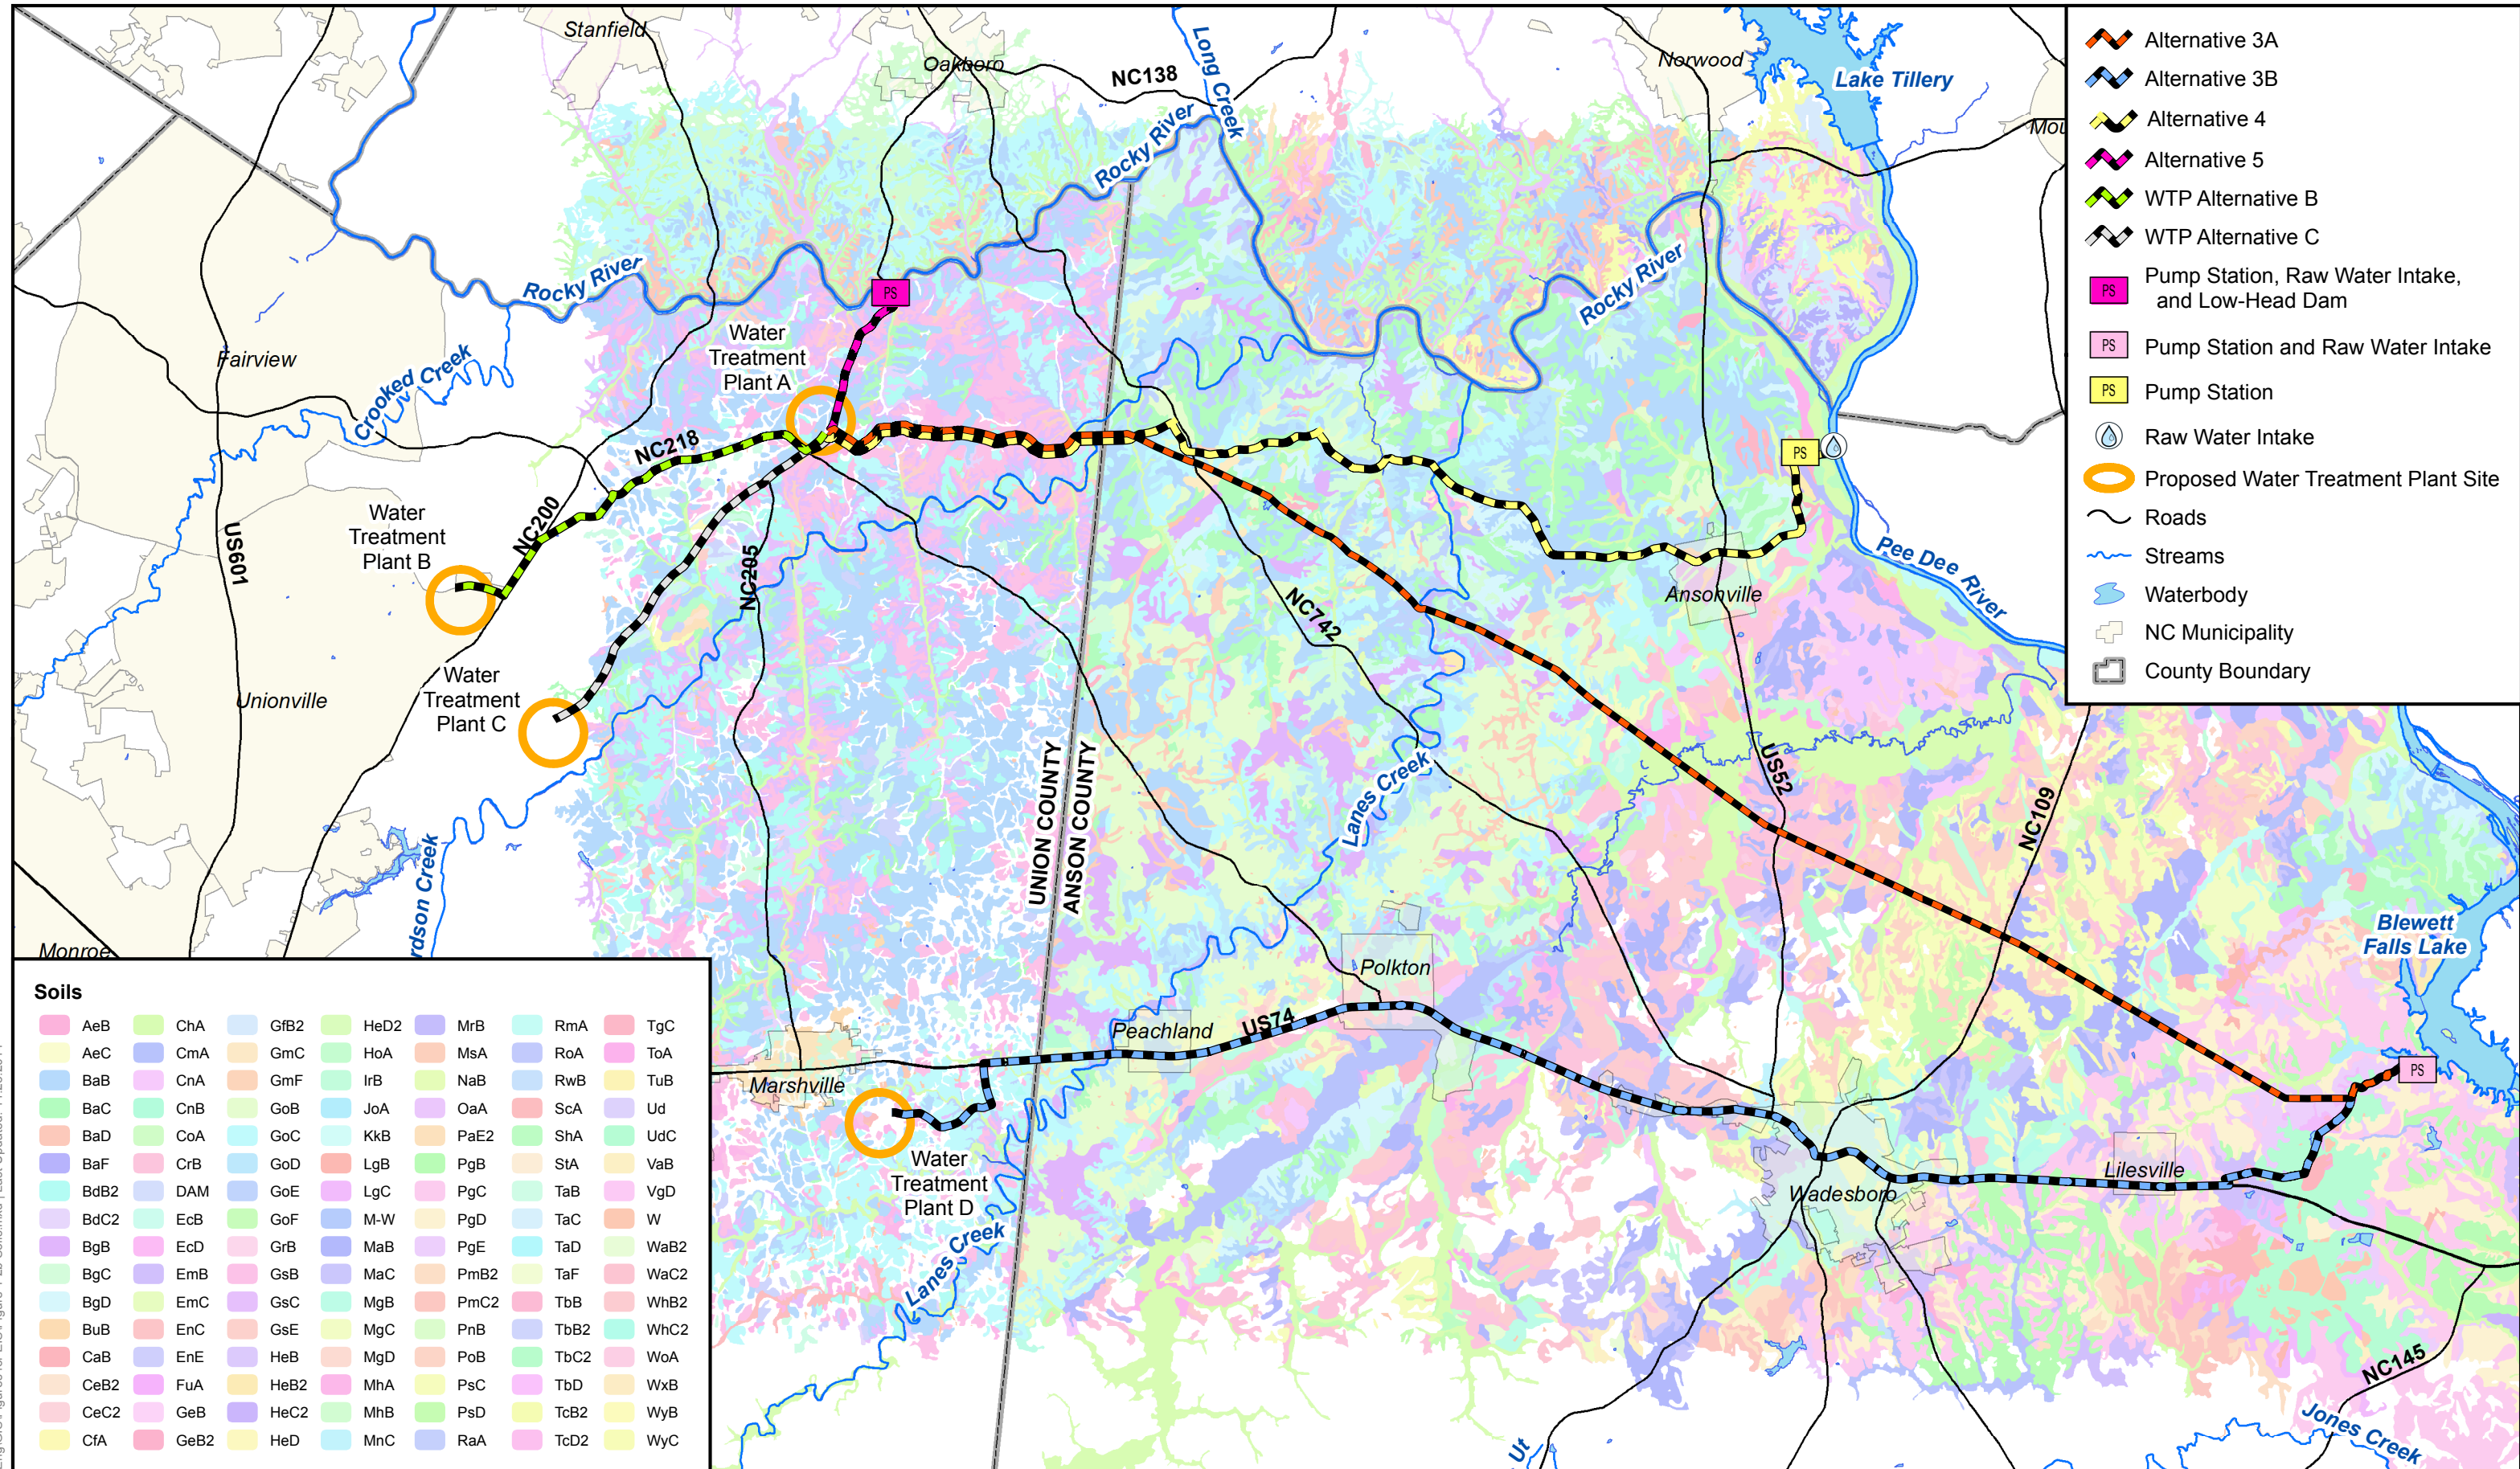 Stanfield
Oakboro
NC138
Long Creek
Norwood
Lake Tillery
Mou
Rocky River
Rocky River
Rocky River
Fairview
Crooked Creek
Water
Treatment
Plant A
PS
NC218
NC200
US601
Water
Treatment
Plant B
NC205
Water
Treatment
Plant C
Unionville
Monroe
rdson Creek
UNION COUNTY
ANSON COUNTY
NC742
Lanes Creek
PS
Ansonville
Pee Dee River
US52
NC109
Blewett
Falls Lake
PS
Polkton
Peachland
US74
Marshville
Water
Treatment
Plant D
Lanes Creek
Wadesboro
Lilesville
NC145
Jones Creek
Ut
Alternative 3A
Alternative 3B
Alternative 4
Alternative 5
WTP Alternative B
WTP Alternative C
PS Pump Station, Raw Water Intake,
and Low-Head Dam
PS Pump Station and Raw Water Intake
PS Pump Station
Raw Water Intake
Proposed Water Treatment Plant Site
Roads
Streams
Waterbody
NC Municipality
County Boundary
Soils
AeB ChA GfB2 HeD2 MrB RmA TgC
AeC CmA GmC HoA MsA RoA ToA
BaB CnA GmF IrB NaB RwB TuB
BaC CnB GoB JoA OaA ScA Ud
BaD CoA GoC KkB PaE2 ShA UdC
BaF CrB GoD LgB PgB StA VaB
BdB2 DAM GoE LgC PgC TaB VgD
BdC2 EcB GoF M-W PgD TaC W
BgB EcD GrB MaB PgE TaD WaB2
BgC EmB GsB MaC PmB2 TaF WaC2
BgD EmC GsC MgB PmC2 TbB WhB2
BuB EnC GsE MgC PnB TbB2 WhC2
CaB EnE HeB MgD PoB TbC2 WoA
CeB2 FuA HeB2 MhA PsC TbD WxB
CeC2 GeB HeC2 MhB PsD TcB2 WyB
CfA GeB2 HeD MnC RaA TcD2 WyC